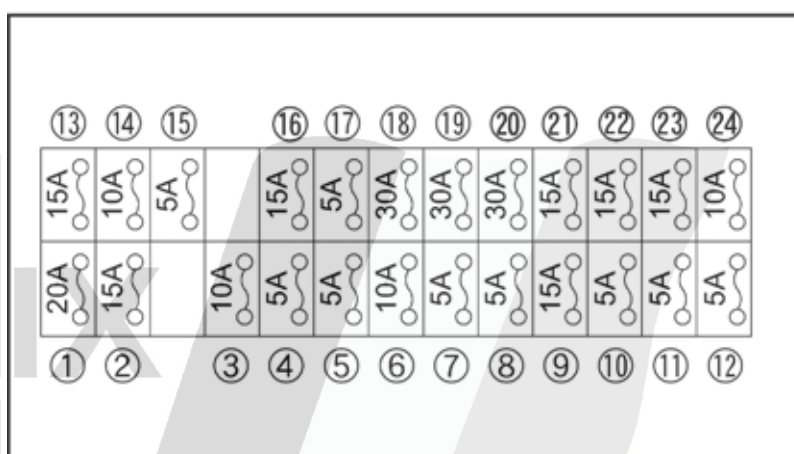 ⑬ ⑭ ⑮ ⑯ ⑰ ⑱ ⑲ ⑳ ㉑ ㉒ ㉓ ㉔
15A 10A 5A 15A 5A 30A 30A 30A 15A 15A 15A 10A
20A 15A 10A 5A 5A 10A 5A 5A 15A 5A 5A 5A
① ② ③ ④ ⑤ ⑥ ⑦ ⑧ ⑨ ⑩ ⑪ ⑫